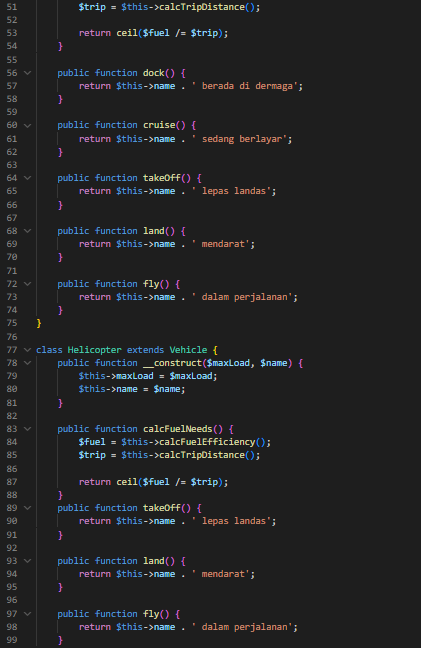 51 $trip = $this->calcTripDistance();
52
53 return ceil($fuel /= $trip);
54 }
55
56 public function dock() {
57 return $this->name . ' berada di dermaga';
58 }
59
60 public function cruise() {
61 return $this->name . ' sedang berlayar';
62 }
63
64 public function takeOff() {
65 return $this->name . ' lepas landas';
66 }
67
68 public function land() {
69 return $this->name . ' mendarat';
70 }
71
72 public function fly() {
73 return $this->name . ' dalam perjalanan';
74 }
75 }
76
77 class Helicopter extends Vehicle {
78 public function __construct($maxLoad, $name) {
79 $this->maxLoad = $maxLoad;
80 $this->name = $name;
81 }
82
83 public function calcFuelNeeds() {
84 $fuel = $this->calcFuelEfficiency();
85 $trip = $this->calcTripDistance();
86
87 return ceil($fuel /= $trip);
88 }
89 public function takeOff() {
90 return $this->name . ' lepas landas';
91 }
92
93 public function land() {
94 return $this->name . ' mendarat';
95 }
96
97 public function fly() {
98 return $this->name . ' dalam perjalanan';
99 }